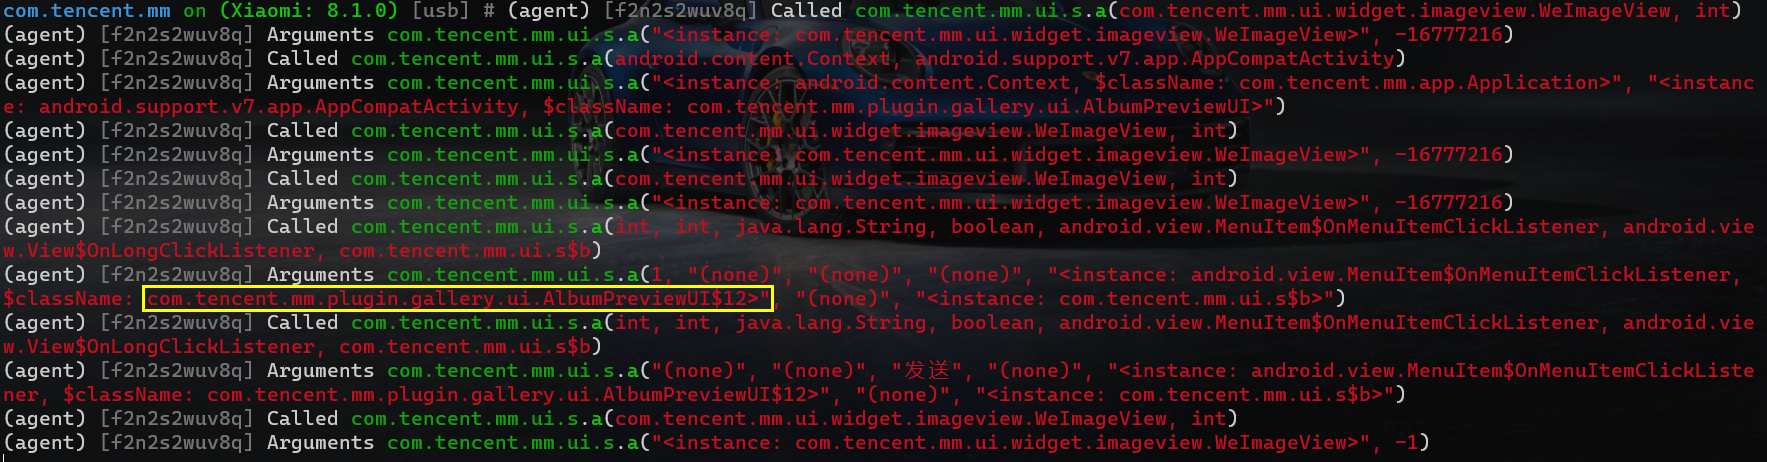 com.tencent.mm on (Xiaomi: 8.1.0) [usb] # (agent) [f2n2s2wuv8q] Called com.tencent.mm.ui.s.a(com.tencent.mm.ui.widget.imageview.WeImageView, int)
(agent) [f2n2s2wuv8q] Arguments com.tencent.mm.ui.s.a("<instance: com.tencent.mm.ui.widget.imageview.WeImageView>", -16777216)
(agent) [f2n2s2wuv8q] Called com.tencent.mm.ui.s.a(android.content.Context, android.support.v7.app.AppCompatActivity)
(agent) [f2n2s2wuv8q] Arguments com.tencent.mm.ui.s.a("<instance: android.content.Context, $className: com.tencent.mm.app.Application>", "<instanc
e: android.support.v7.app.AppCompatActivity, $className: com.tencent.mm.plugin.gallery.ui.AlbumPreviewUI>")
(agent) [f2n2s2wuv8q] Called com.tencent.mm.ui.s.a(com.tencent.mm.ui.widget.imageview.WeImageView, int)
(agent) [f2n2s2wuv8q] Arguments com.tencent.mm.ui.s.a("<instance: com.tencent.mm.ui.widget.imageview.WeImageView>", -16777216)
(agent) [f2n2s2wuv8q] Called com.tencent.mm.ui.s.a(com.tencent.mm.ui.widget.imageview.WeImageView, int)
(agent) [f2n2s2wuv8q] Arguments com.tencent.mm.ui.s.a("<instance: com.tencent.mm.ui.widget.imageview.WeImageView>", -16777216)
(agent) [f2n2s2wuv8q] Called com.tencent.mm.ui.s.a(int, int, java.lang.String, boolean, android.view.MenuItem$OnMenuItemClickListener, android.vie
w.View$OnLongClickListener, com.tencent.mm.ui.s$b)
(agent) [f2n2s2wuv8q] Arguments com.tencent.mm.ui.s.a(1, "(none)", "(none)", "(none)", "<instance: android.view.MenuItem$OnMenuItemClickListener,
$className: com.tencent.mm.plugin.gallery.ui.AlbumPreviewUI$12>", "(none)", "<instance: com.tencent.mm.ui.s$b>")
(agent) [f2n2s2wuv8q] Called com.tencent.mm.ui.s.a(int, int, java.lang.String, boolean, android.view.MenuItem$OnMenuItemClickListener, android.vie
w.View$OnLongClickListener, com.tencent.mm.ui.s$b)
(agent) [f2n2s2wuv8q] Arguments com.tencent.mm.ui.s.a("(none)", "(none)", "发送", "(none)", "<instance: android.view.MenuItem$OnMenuItemClickListe
ner, $className: com.tencent.mm.plugin.gallery.ui.AlbumPreviewUI$12>", "(none)", "<instance: com.tencent.mm.ui.s$b>")
(agent) [f2n2s2wuv8q] Called com.tencent.mm.ui.s.a(com.tencent.mm.ui.widget.imageview.WeImageView, int)
(agent) [f2n2s2wuv8q] Arguments com.tencent.mm.ui.s.a("<instance: com.tencent.mm.ui.widget.imageview.WeImageView>", -1)